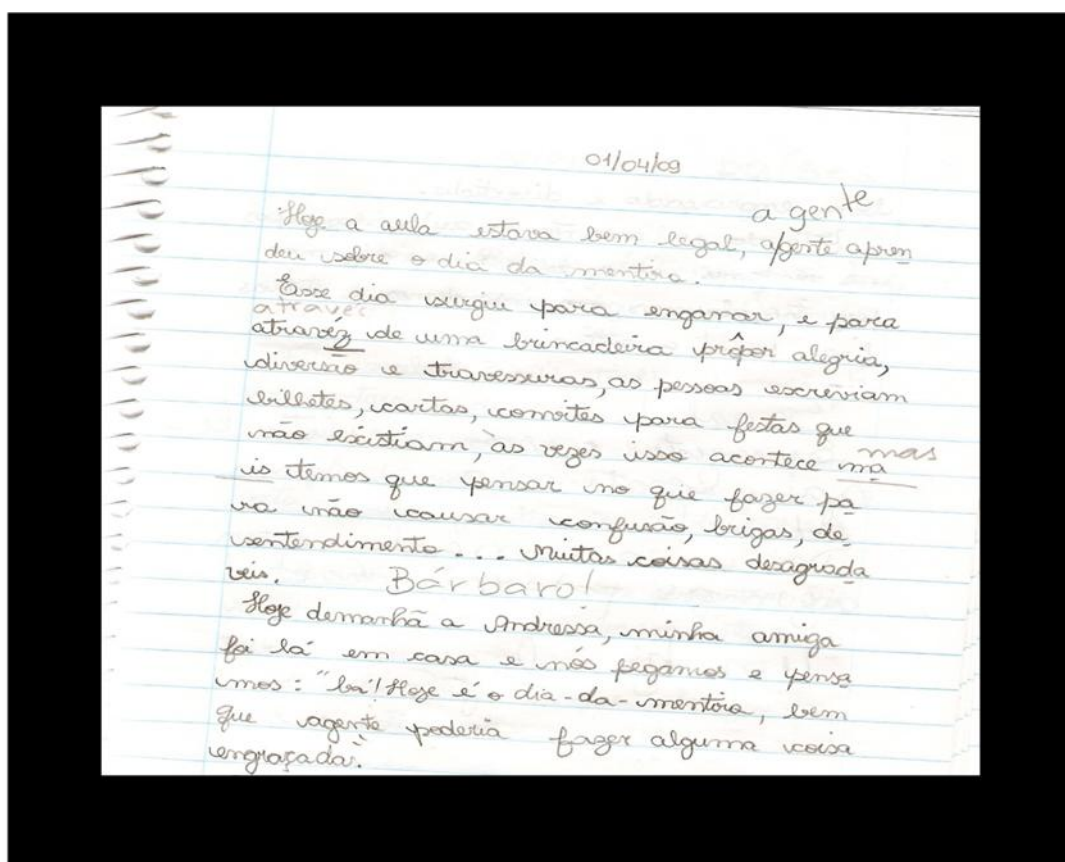 01/04/09
a gente
Hoje a aula estava bem legal, agente apren
deu sobre o dia da mentira.
Esse dia surgiu para enganar, e para
através
atravéz de uma brincadeira prôpor alegria,
diversão e travessuras, as pessoas escreviam
bilhetes, cartas, convites para festas que
não existiam, às vezes isso acontece ma
mas
is temos que pensar no que fazer pa
ra não causar confusão, brigas, de
sentendimento... Muitas coisas desagrada
veis.
Bárbaro!
Hoje demanhã a Andressa, minha amiga
foi lá em casa e nós pegamos e pensa
mos: "bá! Hoje é o dia-da-mentira, bem
que agente poderia fazer alguma coisa
engraçada".